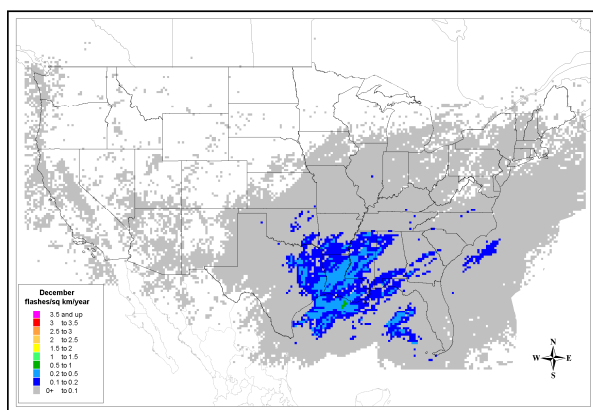 December
flashes/sq km/year
3.5 and up
3 to 3.5
2.5 to 3
2 to 2.5
1.5 to 2
1 to 1.5
0.5 to 1
0.2 to 0.5
0.1 to 0.2
0+ to 0.1
N
W E
S